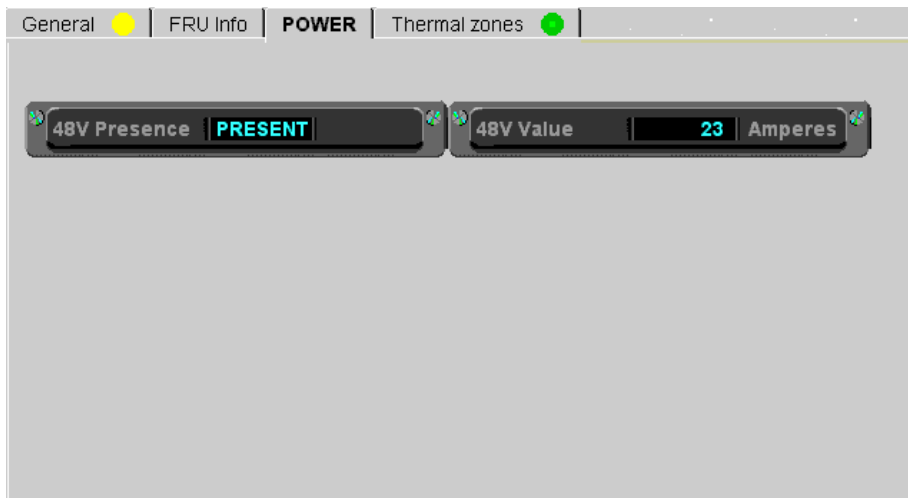 General FRU Info POWER Thermal zones
48V Presence PRESENT 48V Value 23 Amperes